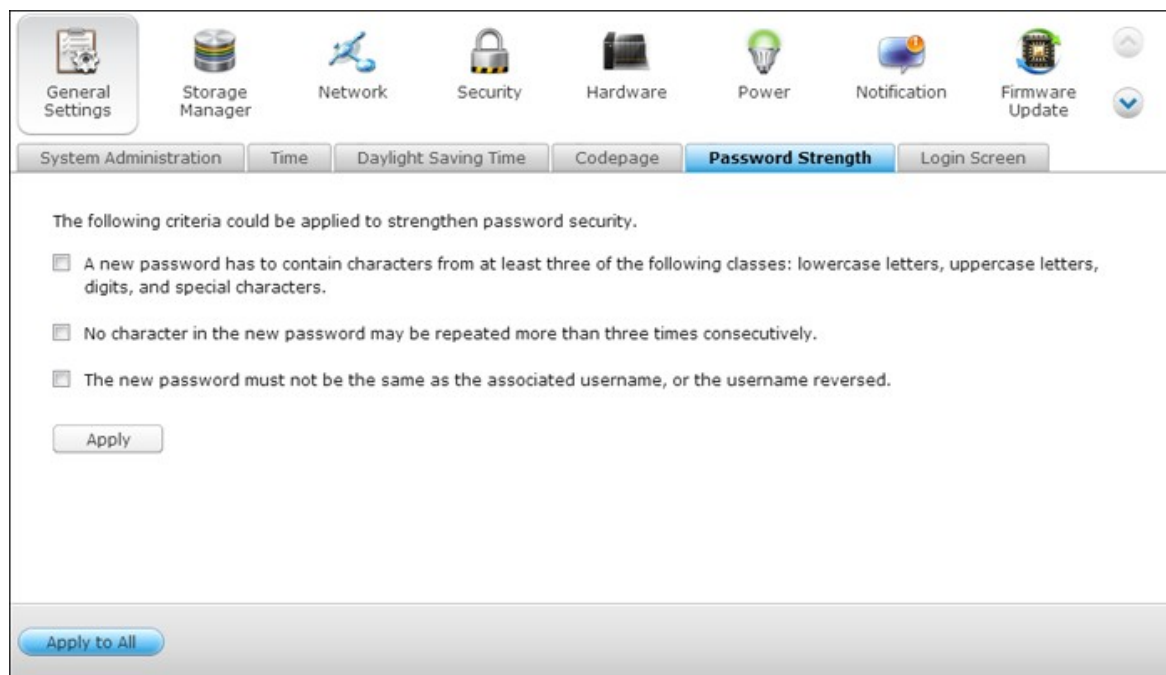 General
Settings
Storage
Manager
Network
Security
Hardware
Power
Notification
Firmware
Update
System Administration
Time
Daylight Saving Time
Codepage
Password Strength
Login Screen
The following criteria could be applied to strengthen password security.
A new password has to contain characters from at least three of the following classes: lowercase letters, uppercase letters,
digits, and special characters.
No character in the new password may be repeated more than three times consecutively.
The new password must not be the same as the associated username, or the username reversed.
Apply
Apply to All